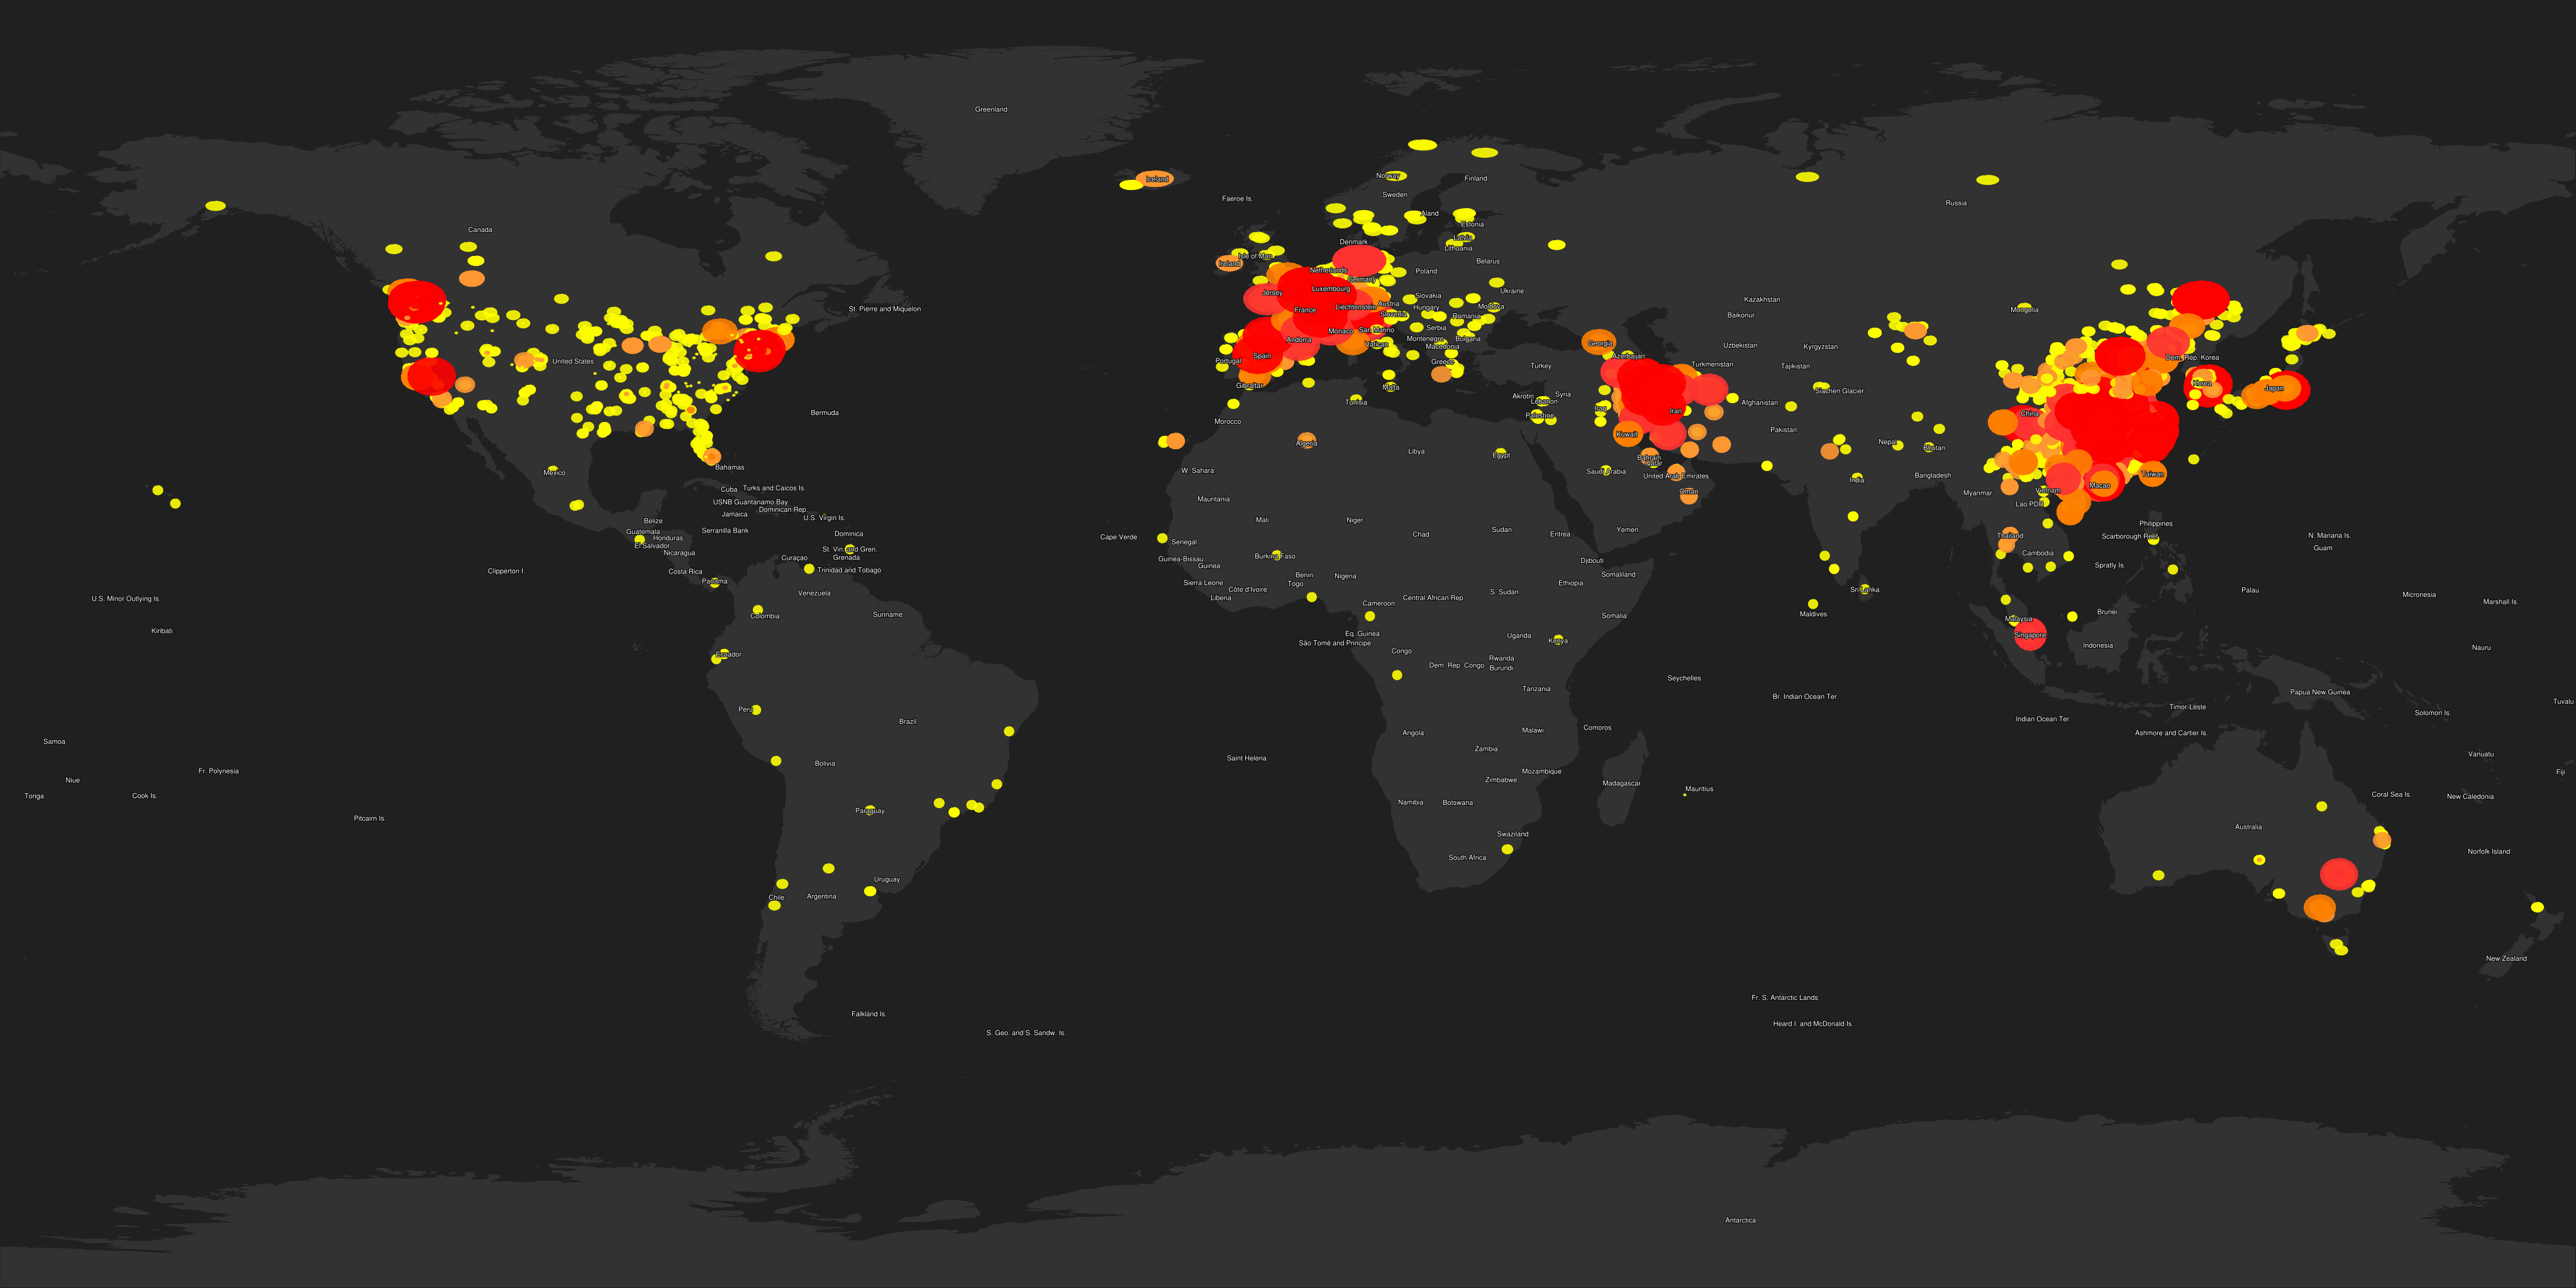 Greenland
Iceland
Norway
Finland
Sweden
Faeroe Is.
Russia
Aland
Estonia
Canada
Latvia
Denmark
Lithuania
Isle of Man
Ireland
Belarus
Netherlands
Poland
Germany
Luxembourg
Ukraine
Jersey
Slovakia
Kazakhstan
Austria
Liechtenstein
Hungary
Moldova
St. Pierre and Miquelon
France
Mongolia
Slovenia
Romania
Baikonur
Serbia
Monaco
San Marino
Andorra
Montenegro
Bulgaria
Vatican
Macedonia
Georgia
Uzbekistan
Kyrgyzstan
Spain
Azerbaijan
Dem. Rep. Korea
United States
Portugal
Greece
Turkey
Turkmenistan
Tajikistan
Gibraltar
Malta
Korea
Japan
Siachen Glacier
Akrotiri
Syria
Tunisia
Lebanon
Afghanistan
Iraq
Iran
Bermuda
Palestine
China
Morocco
Kuwait
Pakistan
Nepal
Bhutan
Algeria
Libya
Egypt
Bahrain
Qatar
Bahamas
W. Sahara
Saudi Arabia
United Arab Emirates
Mexico
India
Bangladesh
Taiwan
Macao
Cuba
Turks and Caicos Is.
Oman
Myanmar
Vietnam
Mauritania
USNB Guantanamo Bay
Lao PDR
Dominican Rep.
Jamaica
U.S. Virgin Is.
Belize
Mali
Niger
Philippines
Serranilla Bank
Guatemala
Honduras
Dominica
Chad
Sudan
Eritrea
Yemen
Thailand
Scarborough Reef
N. Mariana Is.
Cape Verde
Senegal
El Salvador
Guam
Nicaragua
St. Vin. and Gren.
Grenada
Curaçao
Guinea-Bissau
Burkina Faso
Cambodia
Djibouti
Guinea
Spratly Is.
Clipperton I.
Costa Rica
Trinidad and Tobago
Benin
Nigeria
Somaliland
Panama
Sierra Leone
Togo
Ethiopia
Côte d'Ivoire
Sri Lanka
Palau
Venezuela
S. Sudan
Micronesia
U.S. Minor Outlying Is.
Liberia
Central African Rep.
Marshall Is.
Cameroon
Colombia
Suriname
Somalia
Maldives
Brunei
Malaysia
Kiribati
Eq. Guinea
Uganda
Singapore
São Tomé and Principe
Kenya
Indonesia
Nauru
Congo
Ecuador
Rwanda
Dem. Rep. Congo
Burundi
Seychelles
Tanzania
Papua New Guinea
Br. Indian Ocean Ter.
Tuvalu
Timor-Leste
Peru
Solomon Is.
Indian Ocean Ter.
Brazil
Comoros
Malawi
Angola
Ashmore and Cartier Is.
Samoa
Zambia
Vanuatu
Saint Helena
Bolivia
Fr. Polynesia
Mozambique
Fiji
Niue
Zimbabwe
Madagascar
Mauritius
Tonga
Cook Is.
Coral Sea Is.
New Caledonia
Namibia
Botswana
Paraguay
Pitcairn Is.
Australia
Swaziland
Norfolk Island
South Africa
Uruguay
Chile
Argentina
New Zealand
Fr. S. Antarctic Lands
Falkland Is.
Heard I. and McDonald Is.
S. Geo. and S. Sandw. Is.
Antarctica